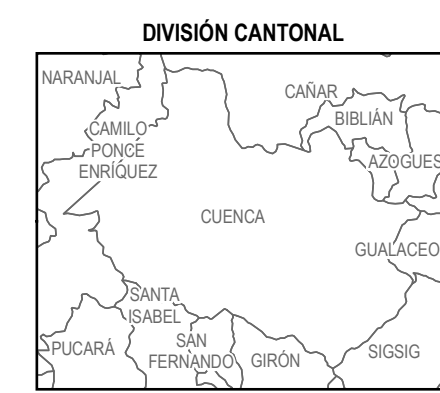 DIVISIÓN CANTONAL
NARANJAL
CAÑAR
BIBLIÁN
CAMILO
PONCE
ENRÍQUEZ
AZOGUES
CUENCA
GUALACEO
SANTA
ISABEL
PUCARÁ
SAN
FERNANDO
GIRÓN
SIGSIG